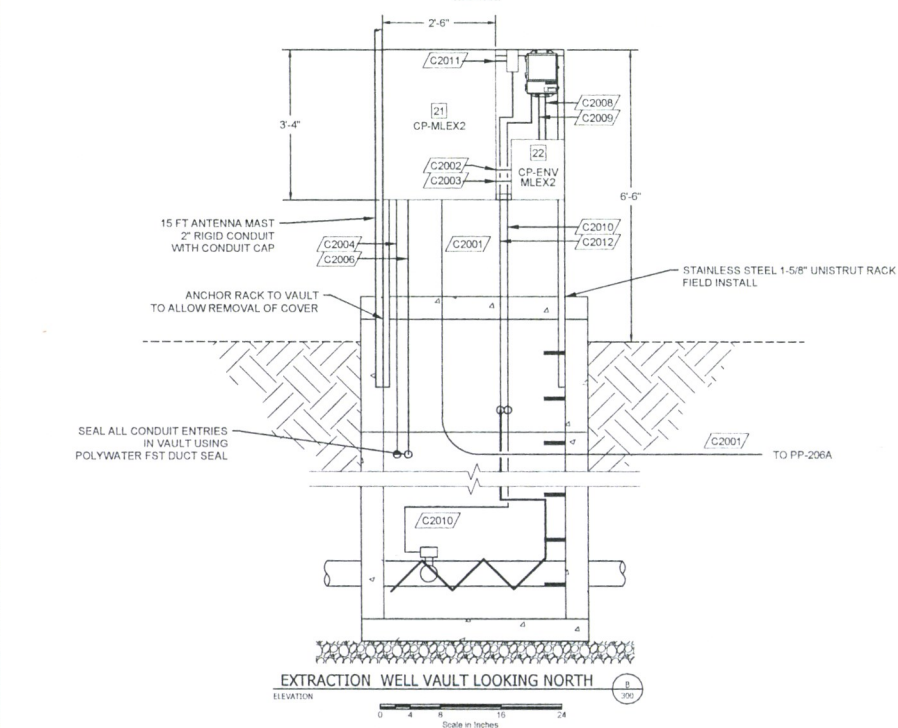 2'-6"
C2011
21
CP-MLEX2
3'-4"
C2008
C2009
22
CP-ENV
MLEX2
C2002
C2003
6'-6"
15 FT ANTENNA MAST
2" RIGID CONDUIT
WITH CONDUIT CAP
C2004
C2006
C2001
C2010
C2012
STAINLESS STEEL 1-5/8" UNISTRUT RACK
FIELD INSTALL
ANCHOR RACK TO VAULT
TO ALLOW REMOVAL OF COVER
SEAL ALL CONDUIT ENTRIES
IN VAULT USING
POLYWATER FST DUCT SEAL
C2001
TO PP-206A
C2010
EXTRACTION WELL VAULT LOOKING NORTH
ELEVATION
B
300
0 4 8 16 24
Scale in Inches